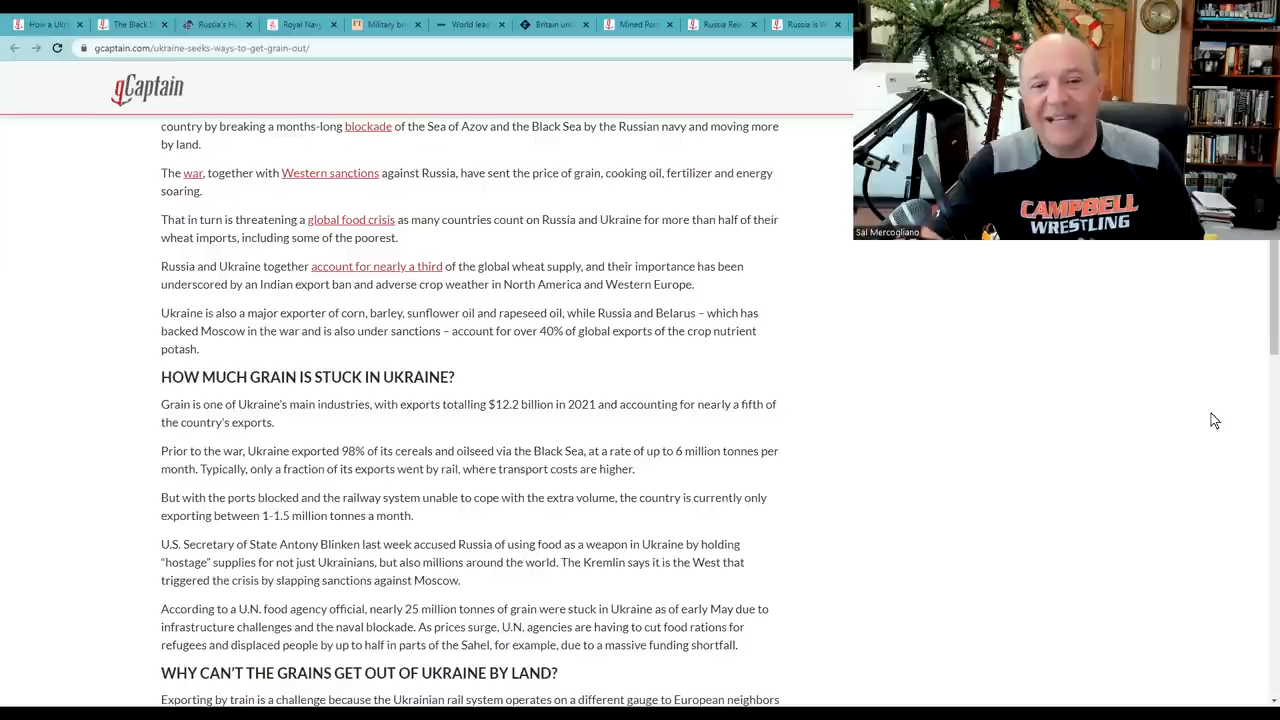 How a Ukr
The Black S
Russia's Hu
Royal Navy
Military br
World lead
Britain unl
Mined Por
Russia Rea
Russia Is W
gcaptain.com/ukraine-seeks-ways-to-get-grain-out/
gCaptain
country by breaking a months-long blockade of the Sea of Azov and the Black Sea by the Russian navy and moving more
by land.
The war, together with Western sanctions against Russia, have sent the price of grain, cooking oil, fertilizer and energy
soaring.
That in turn is threatening a global food crisis as many countries count on Russia and Ukraine for more than half of their
wheat imports, including some of the poorest.
Russia and Ukraine together account for nearly a third of the global wheat supply, and their importance has been
underscored by an Indian export ban and adverse crop weather in North America and Western Europe.
Ukraine is also a major exporter of corn, barley, sunflower oil and rapeseed oil, while Russia and Belarus – which has
backed Moscow in the war and is also under sanctions – account for over 40% of global exports of the crop nutrient
potash.
HOW MUCH GRAIN IS STUCK IN UKRAINE?
Grain is one of Ukraine's main industries, with exports totalling $12.2 billion in 2021 and accounting for nearly a fifth of
the country's exports.
Prior to the war, Ukraine exported 98% of its cereals and oilseed via the Black Sea, at a rate of up to 6 million tonnes per
month. Typically, only a fraction of its exports went by rail, where transport costs are higher.
But with the ports blocked and the railway system unable to cope with the extra volume, the country is currently only
exporting between 1-1.5 million tonnes a month.
U.S. Secretary of State Antony Blinken last week accused Russia of using food as a weapon in Ukraine by holding
“hostage” supplies for not just Ukrainians, but also millions around the world. The Kremlin says it is the West that
triggered the crisis by slapping sanctions against Moscow.
According to a U.N. food agency official, nearly 25 million tonnes of grain were stuck in Ukraine as of early May due to
infrastructure challenges and the naval blockade. As prices surge, U.N. agencies are having to cut food rations for
refugees and displaced people by up to half in parts of the Sahel, for example, due to a massive funding shortfall.
WHY CAN'T THE GRAINS GET OUT OF UKRAINE BY LAND?
Exporting by train is a challenge because the Ukrainian rail system operates on a different gauge to European neighbors
CAMPBELL
WRESTLING
Sal Mercogliano